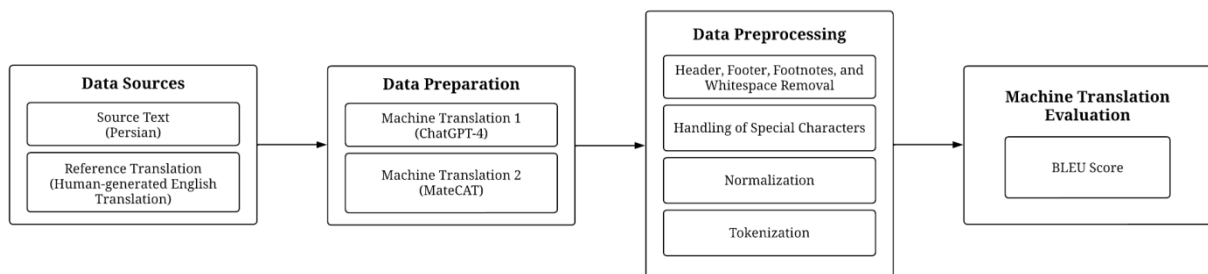 Data Sources
Source Text
(Persian)
Reference Translation
(Human-generated English
Translation)
Data Preparation
Machine Translation 1
(ChatGPT-4)
Machine Translation 2
(MateCAT)
Data Preprocessing
Header, Footer, Footnotes, and
Whitespace Removal
Handling of Special Characters
Normalization
Tokenization
Machine Translation
Evaluation
BLEU Score